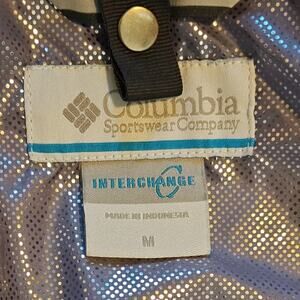 Columbia
Sportswear Company
INTERCHANGE
MADE IN INDONESIA
M